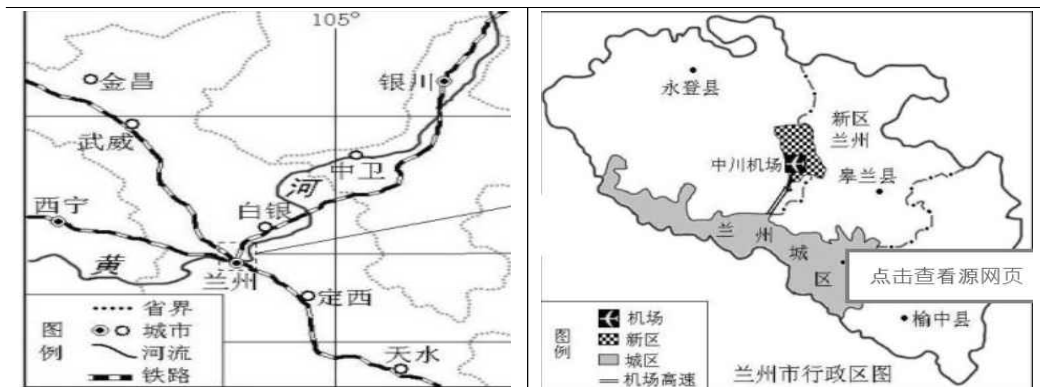 105°
金昌
银川
武威
中卫
河
西宁
白银
黄
兰州
定西
天水
图例
省界
城市
河流
铁路
永登县
新区
兰州
中川机场
皋兰县
兰州城区
点击查看源网页
榆中县
图例
机场
新区
城区
机场高速
兰州市行政区图